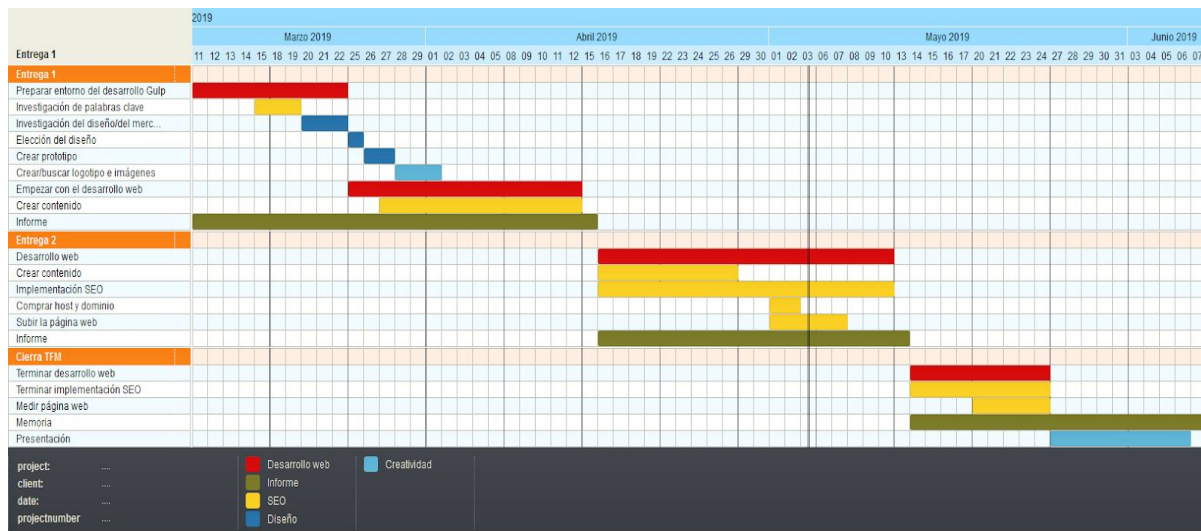 2019
Marzo 2019 Abril 2019 Mayo 2019 Junio 2019
Entrega 1 11 12 13 14 15 18 19 20 21 22 25 26 27 28 29 01 02 03 04 05 08 09 10 11 12 15 16 17 18 19 22 23 24 25 26 29 30 01 02 03 06 07 08 09 10 13 14 15 16 17 20 21 22 23 24 27 28 29 30 31 03 04 05 06 07
Entrega 1
Preparar entorno del desarrollo Gulp
Investigación de palabras clave
Investigación del diseño/del merc...
Elección del diseño
Crear prototipo
Crear/buscar logotipo e imágenes
Empezar con el desarrollo web
Crear contenido
Informe
Entrega 2
Desarrollo web
Crear contenido
Implementación SEO
Comprar host y dominio
Subir la página web
Informe
Cierra TFM
Terminar desarrollo web
Terminar implementación SEO
Medir página web
Memoria
Presentación
project: .... Desarrollo web Creatividad
client: .... Informe
date: .... SEO
projectnumber .... Diseño